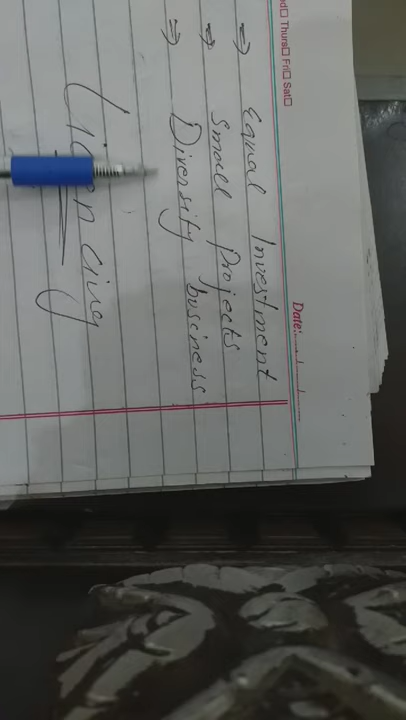 Thurs☐ Fri☐ Sat☐
Date:
⇒ Equal Investment
⇒ Small Projects
⇒ Diversify business